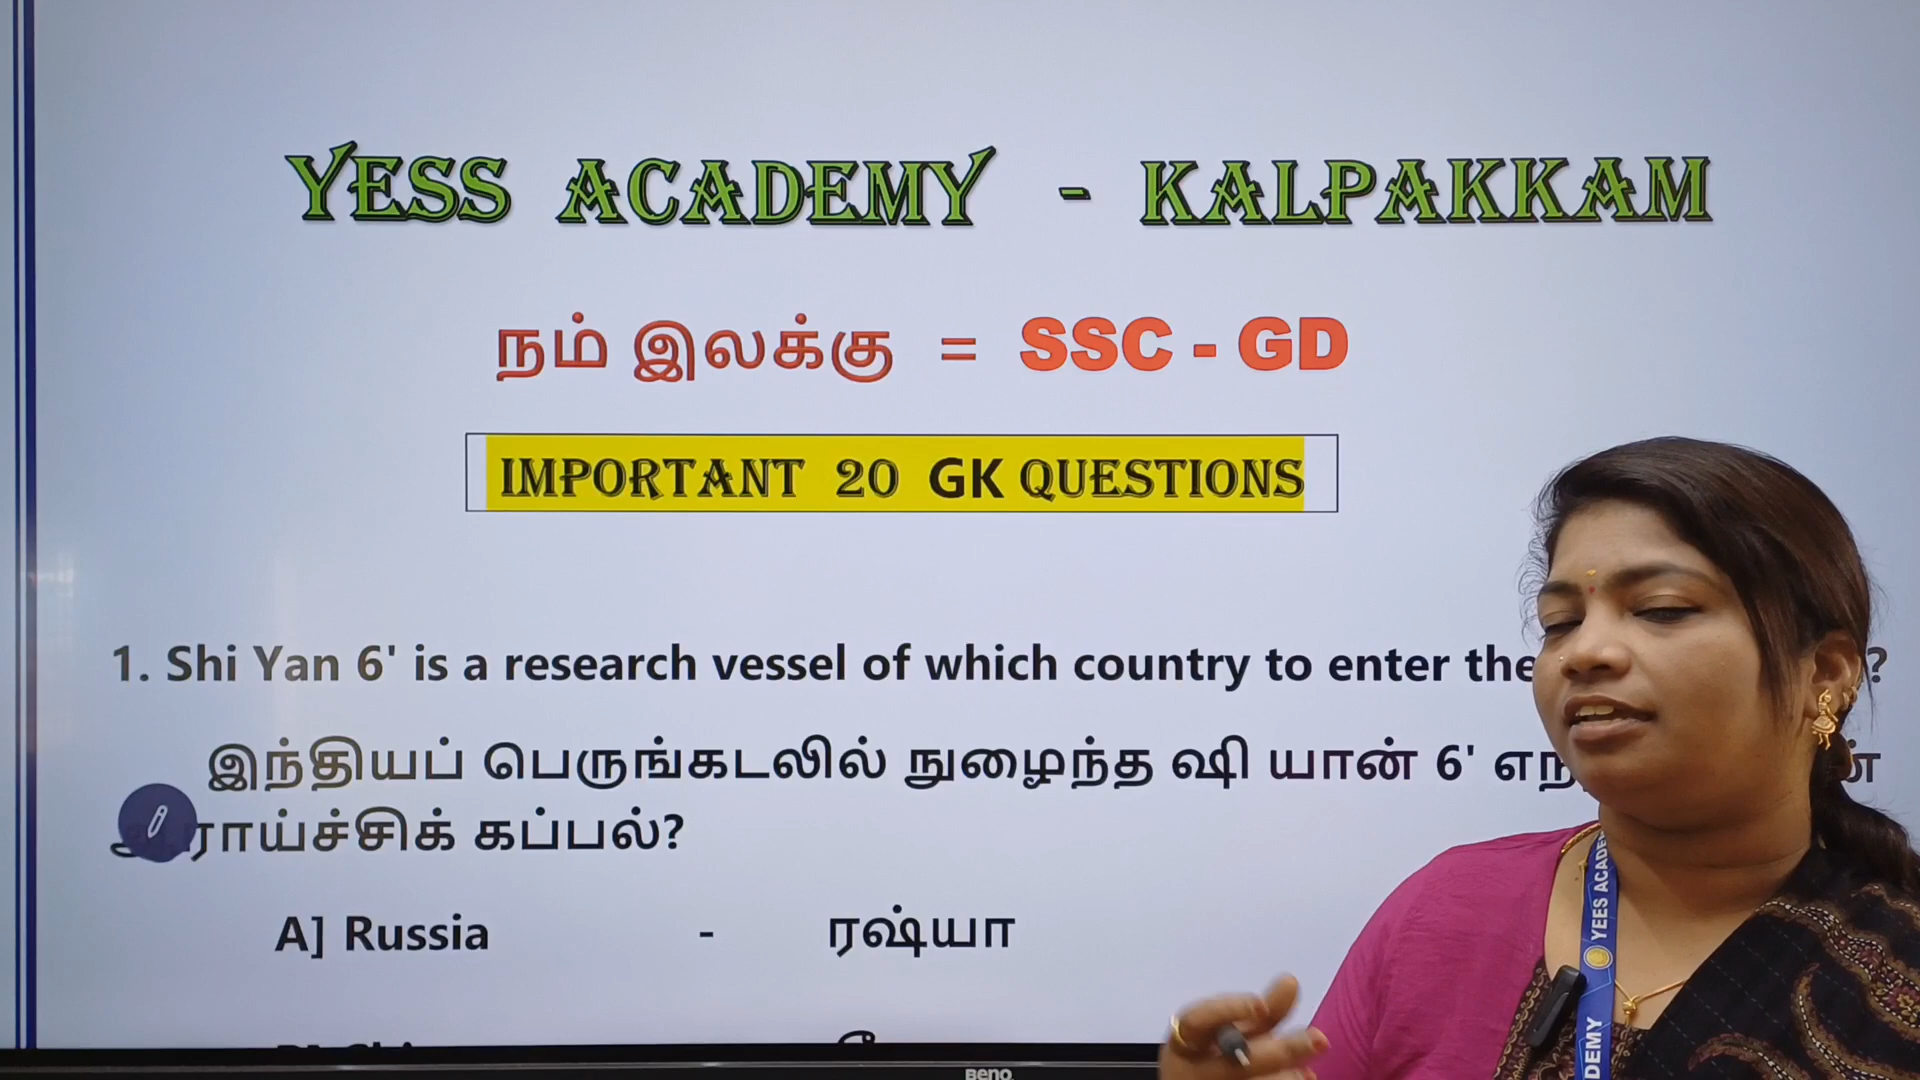 YESS ACADEMY - KALPAKKAM
நம் இலக்கு = SSC - GD
IMPORTANT 20 GK QUESTIONS
1. Shi Yan 6' is a research vessel of which country to enter the ?
இந்தியப் பெருங்கடலில் நுழைந்த ஷி யான் 6'
கப்பல்?
A] Russia - ரஷ்யா
BenQ
YEES ACADEMY